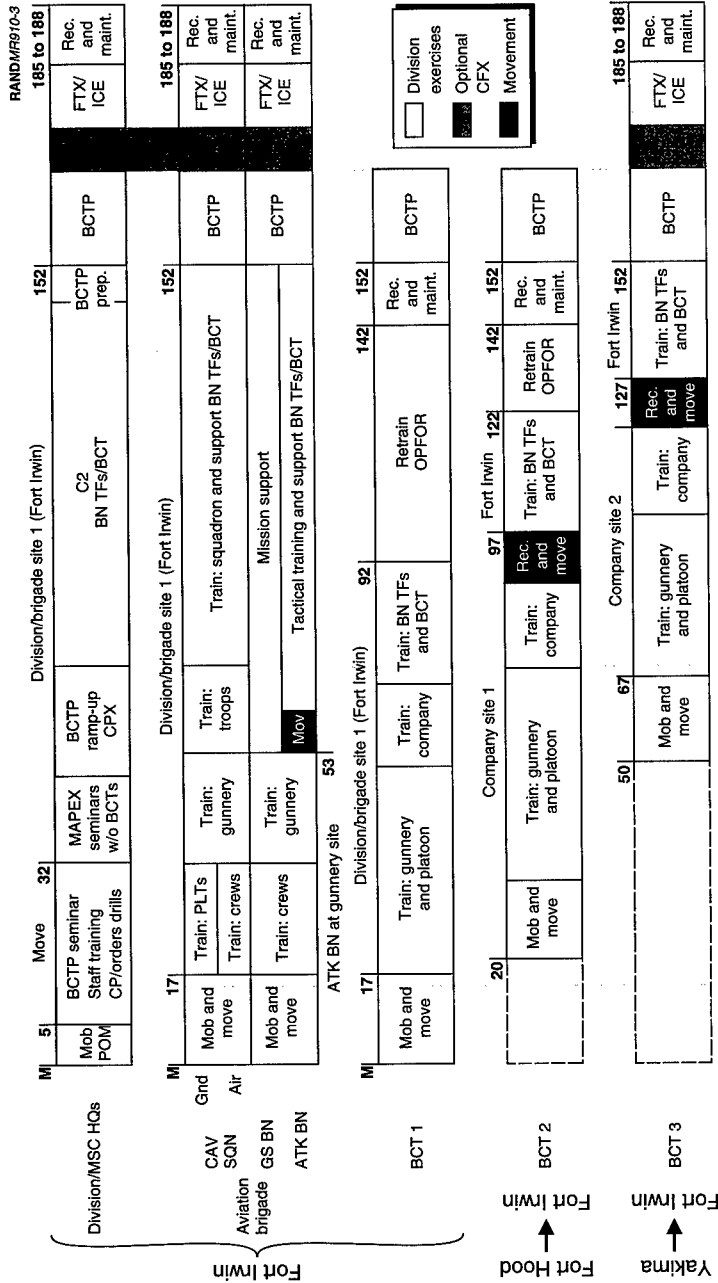 RANDMR910-3
Fort Irwin
Division/MSC HQs
M
5
Move
32
Division/brigade site 1 (Fort Irwin)
152
185 to 188
Mob
POM
BCTP seminar
Staff training
CP/orders drills
MAPEX
seminars
w/o BCTs
BCTP
ramp-up
CPX
C2
BN TFs/BCT
BCTP
prep.
BCTP
FTX/
ICE
Rec.
and
maint.
Aviation
brigade
CAV
SQN
Gnd
Air
GS BN
ATK BN
M
17
Division/brigade site 1 (Fort Irwin)
152
185 to 188
Mob and
move
Train: PLTs
Train: crews
Train:
gunnery
Train:
troops
Train: squadron and support BN TFs/BCT
BCTP
FTX/
ICE
Rec.
and
maint.
Mob and
move
Train: crews
Train:
gunnery
Mission support
Mov
Tactical training and support BN TFs/BCT
BCTP
FTX/
ICE
Rec.
and
maint.
ATK BN at gunnery site
53
BCT 1
M
17
Division/brigade site 1 (Fort Irwin)
92
142
152
Mob and
move
Train: gunnery
and platoon
Train:
company
Train: BN TFs
and BCT
Retrain
OPFOR
Rec.
and
maint.
BCTP
Division
exercises
Optional
CFX
Movement
Fort Hood
Fort Irwin
BCT 2
20
Company site 1
97
Fort Irwin
122
142
152
Mob and
move
Train: gunnery
and platoon
Train:
company
Rec.
and
move
Train: BN TFs
and BCT
Retrain
OPFOR
Rec.
and
maint.
BCTP
Yakima
Fort Irwin
BCT 3
50
67
Company site 2
127
Fort Irwin
152
185 to 188
Mob and
move
Train: gunnery
and platoon
Train:
company
Rec.
and
move
Train: BN TFs
and BCT
BCTP
FTX/
ICE
Rec.
and
maint.